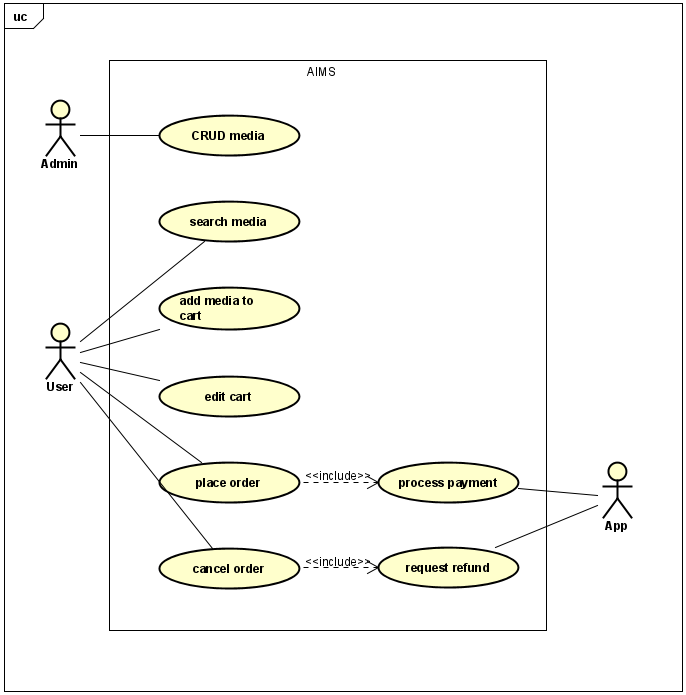 uc
AIMS
CRUD media
Admin
search media
add media to
cart
User
edit cart
place order
<<include>>
process payment
App
cancel order
<<include>>
request refund